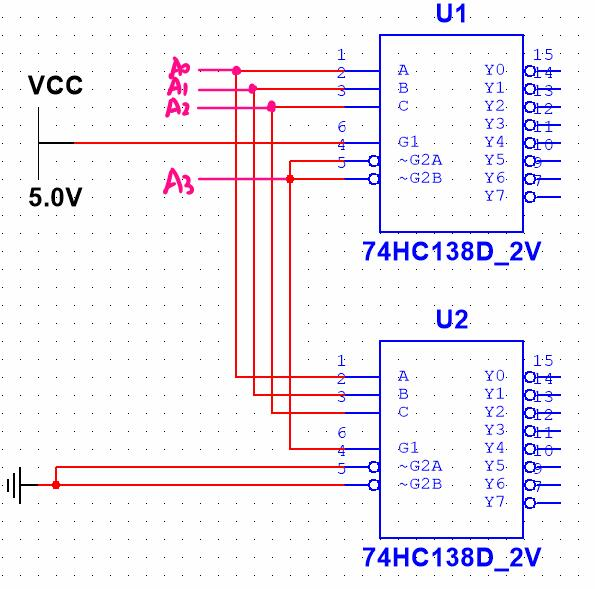 U1
A0
A1
A2
VCC
5.0V
A3
1
2
3
6
4
5
A
B
C
G1
~G2A
~G2B
Y0
Y1
Y2
Y3
Y4
Y5
Y6
Y7
15
14
13
12
11
10
9
7
74HC138D_2V
U2
1
2
3
6
4
5
A
B
C
G1
~G2A
~G2B
Y0
Y1
Y2
Y3
Y4
Y5
Y6
Y7
15
14
13
12
11
10
9
7
74HC138D_2V